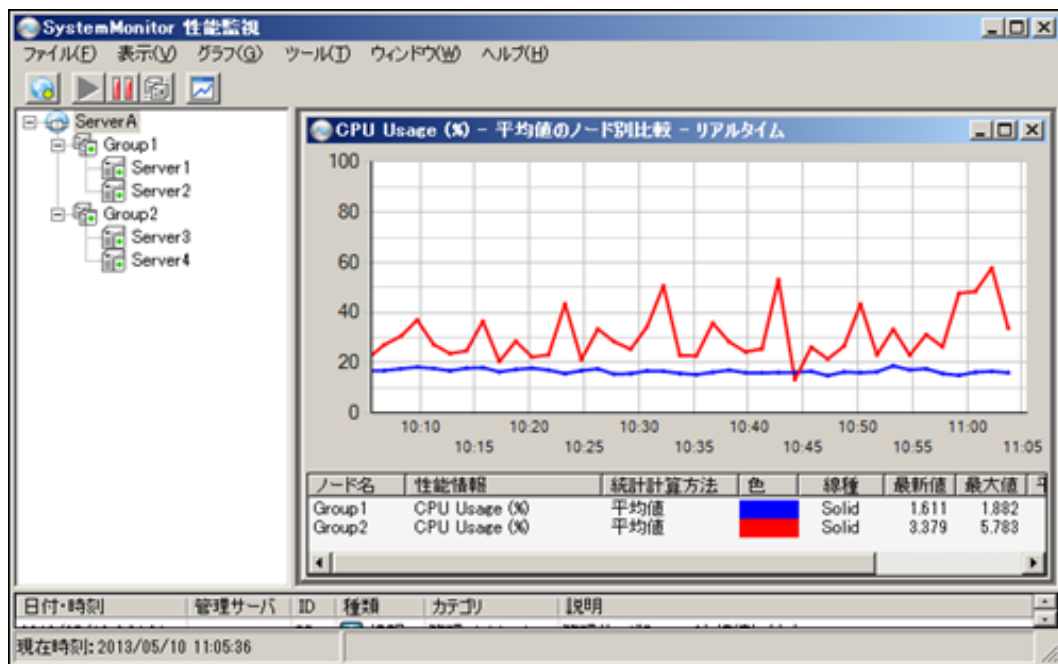 SystemMonitor 性能監視
ファイル(F) 表示(V) グラフ(G) ツール(T) ウィンドウ(W) ヘルプ(H)
ServerA
Group1
Server1
Server2
Group2
Server3
Server4
CPU Usage (%) - 平均値のノード別比較 - リアルタイム
100
80
60
40
20
0
10:10 10:20 10:30 10:40 10:50 11:00
10:15 10:25 10:35 10:45 10:55 11:05
ノード名 性能情報 統計計算方法 色 線種 最新値 最大値
Group1 CPU Usage (%) 平均値 Solid 1.611 1.882
Group2 CPU Usage (%) 平均値 Solid 3.379 5.783
日付・時刻 管理サーバ ID 種類 カテゴリ 説明
現在時刻: 2013/05/10 11:05:36